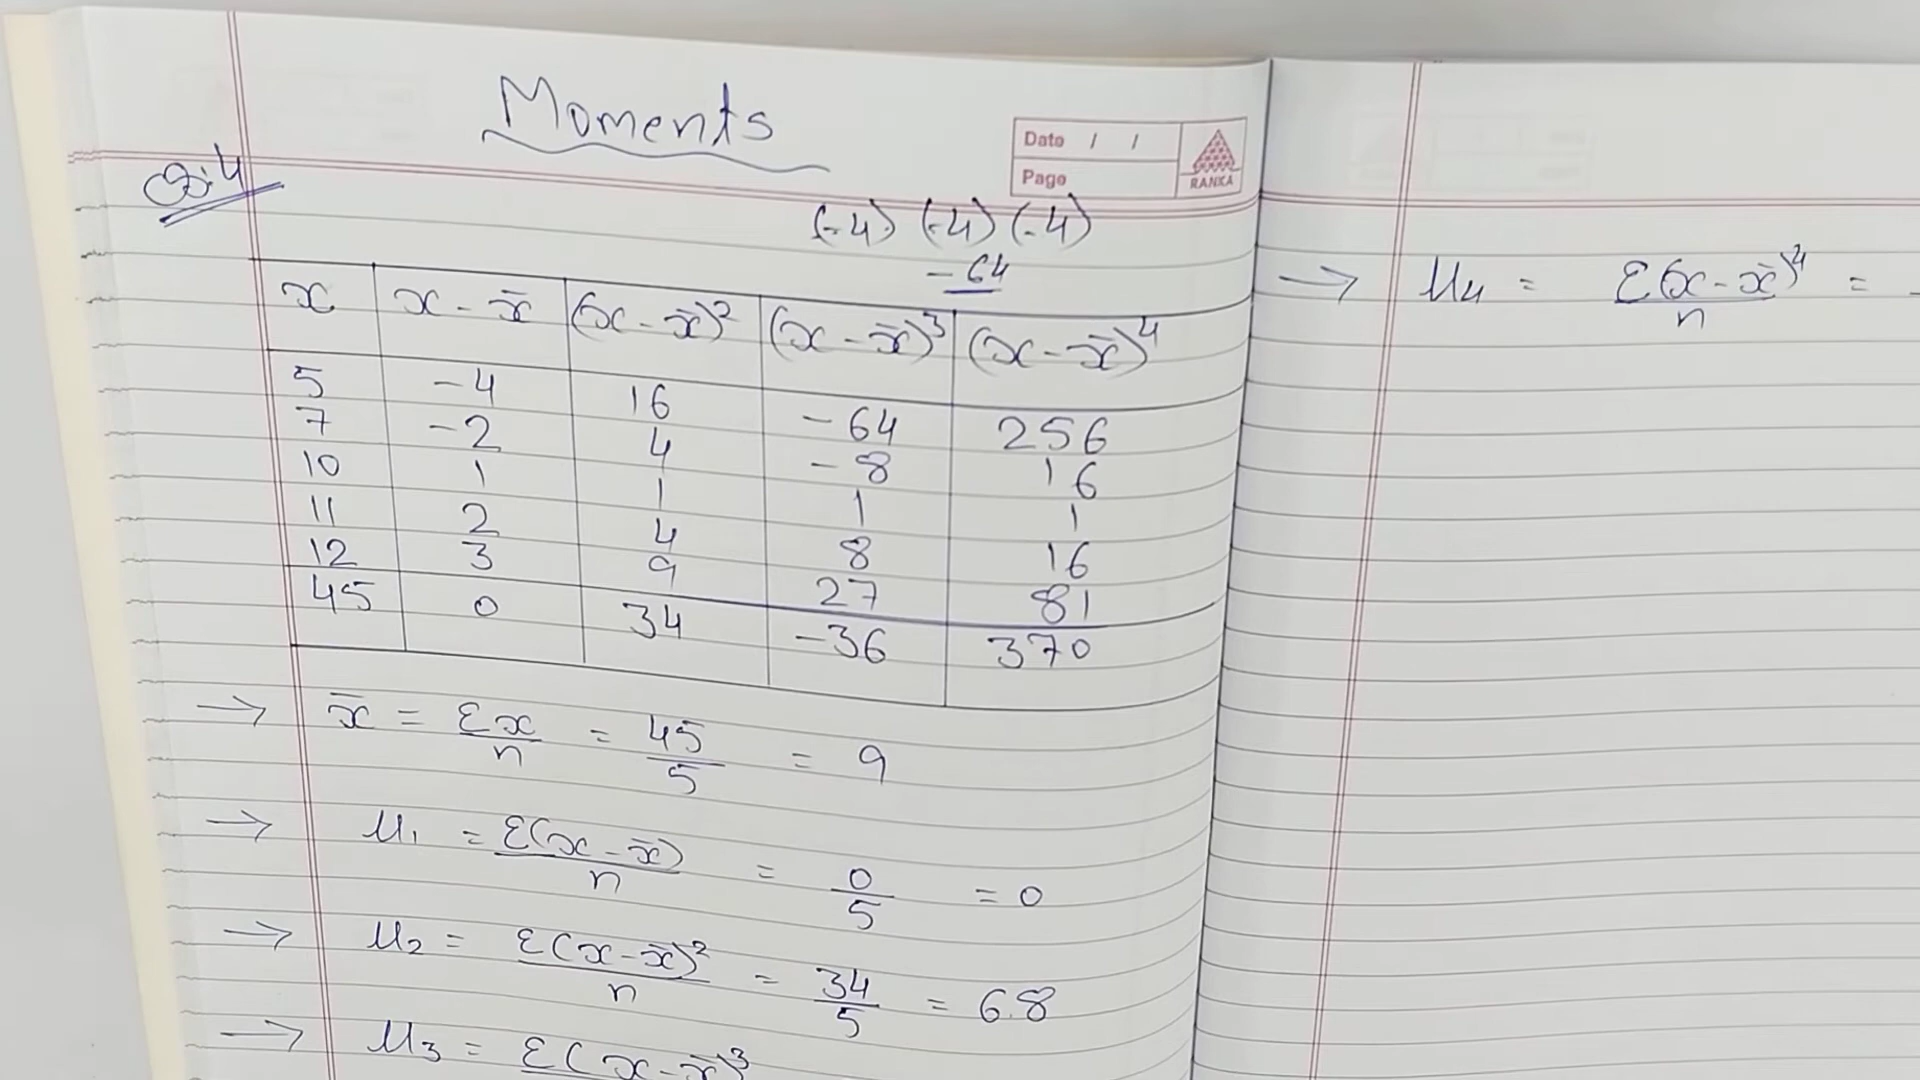 Moments
Date / /
Page
RANKA
Q:4
(-4) (-4) (-4)
-64
x | x - x̄ | (x - x̄)² | (x - x̄)³ | (x - x̄)⁴
5 | -4 | 16 | -64 | 256
7 | -2 | 4 | -8 | 16
10 | 1 | 1 | 1 | 1
11 | 2 | 4 | 8 | 16
12 | 3 | 9 | 27 | 81
45 | 0 | 34 | -36 | 370
→ x̄ = Σx/n = 45/5 = 9
→ μ₁ = Σ(x - x̄)/n = 0/5 = 0
→ μ₂ = Σ(x - x̄)²/n = 34/5 = 6.8
→ μ₃ = Σ(x - x̄)³
→ μ₄ = Σ(x - x̄)⁴/n =